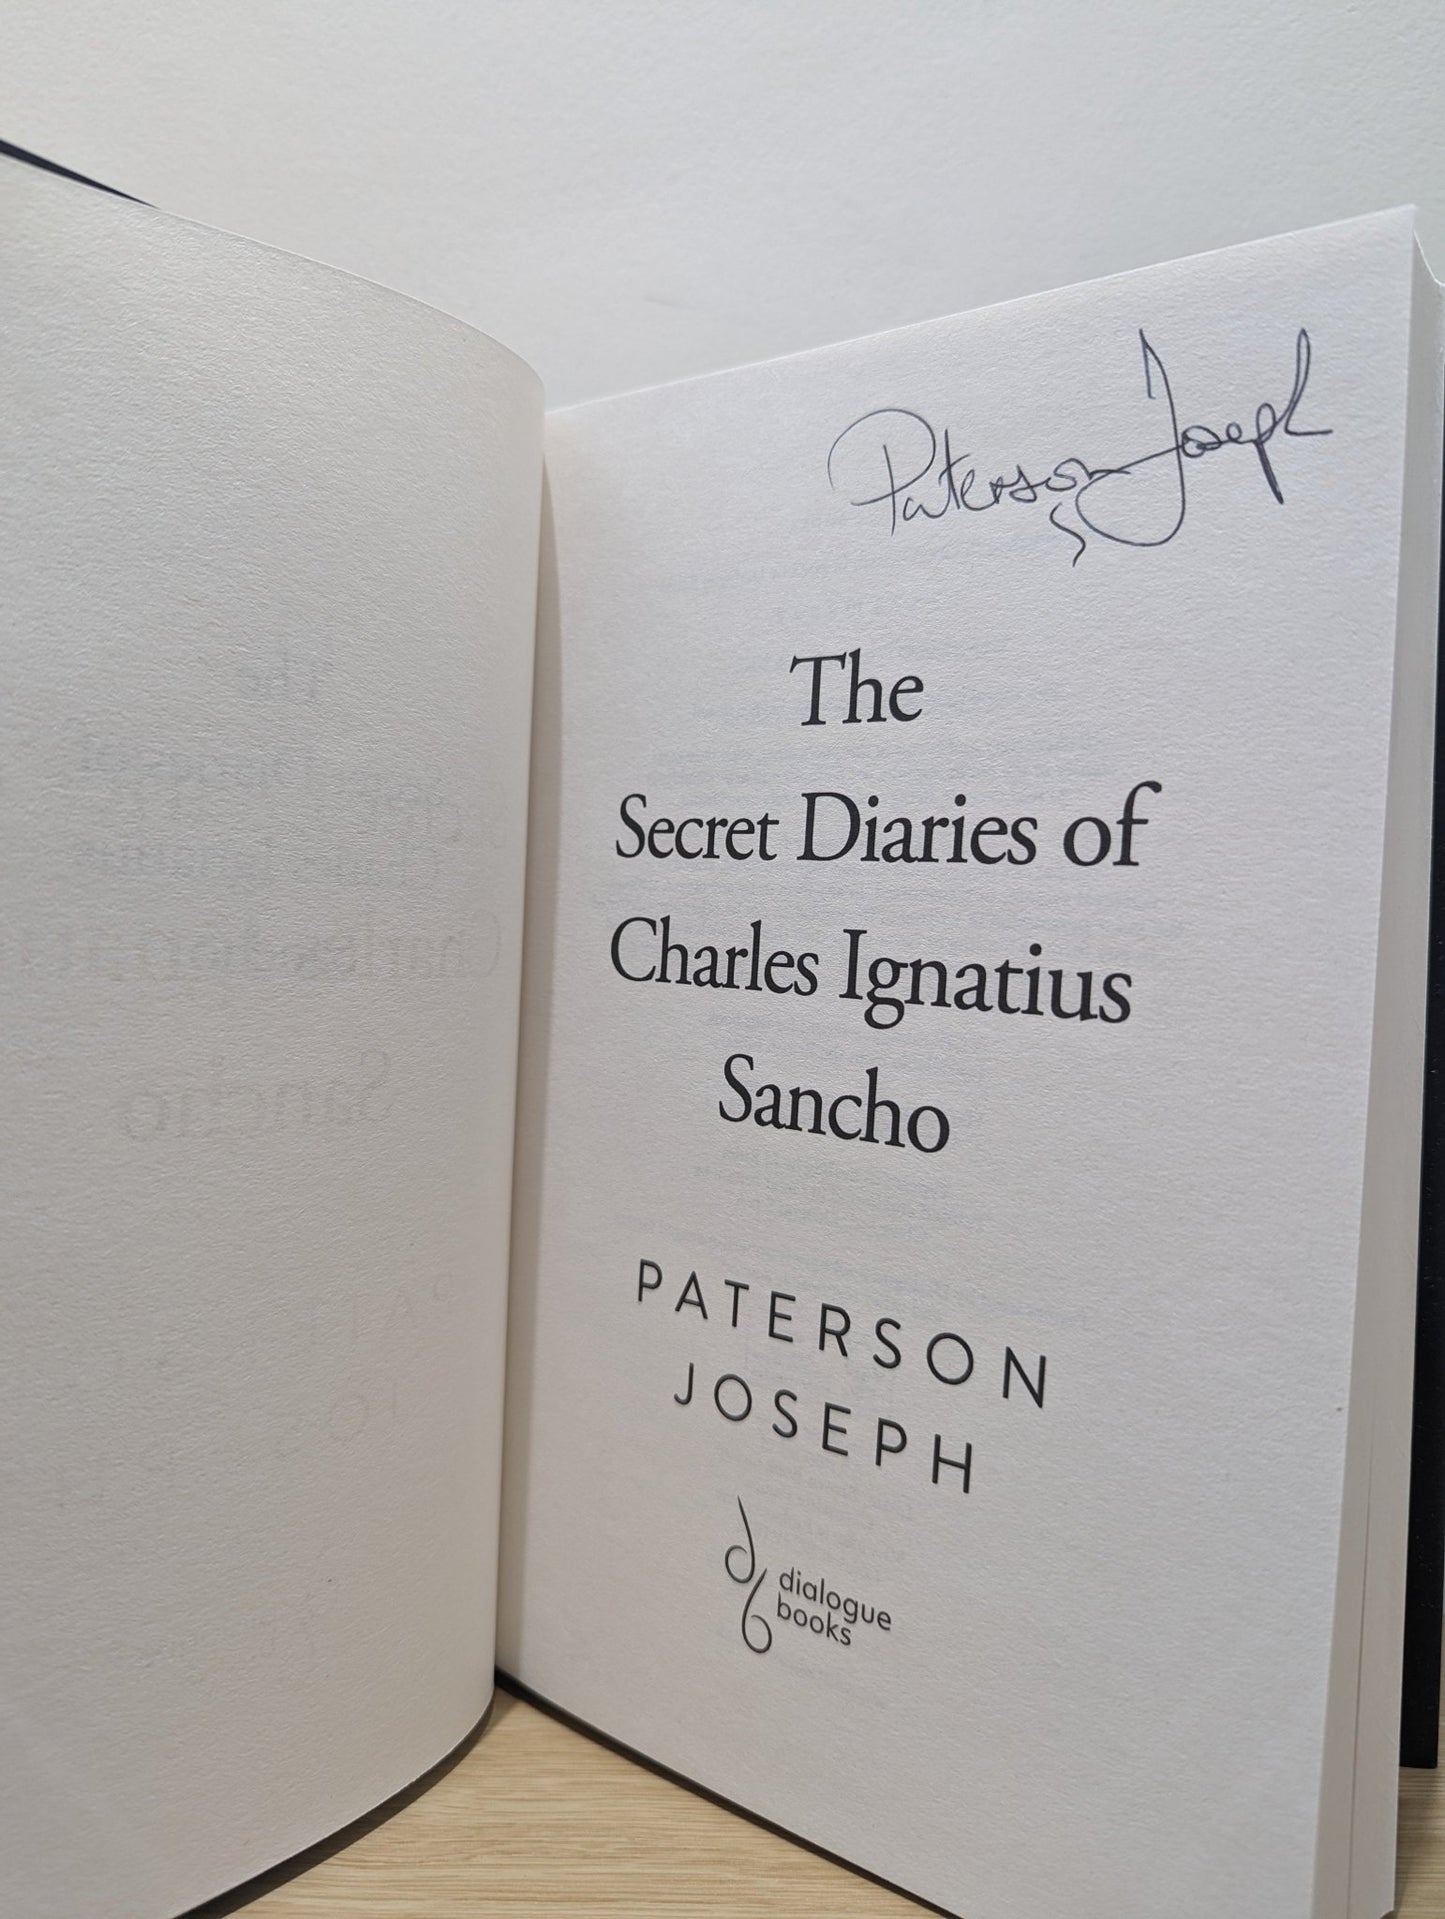 Paterson Joseph
The
Secret Diaries of
Charles Ignatius
Sancho
PATERSON
JOSEPH
dialogue
books